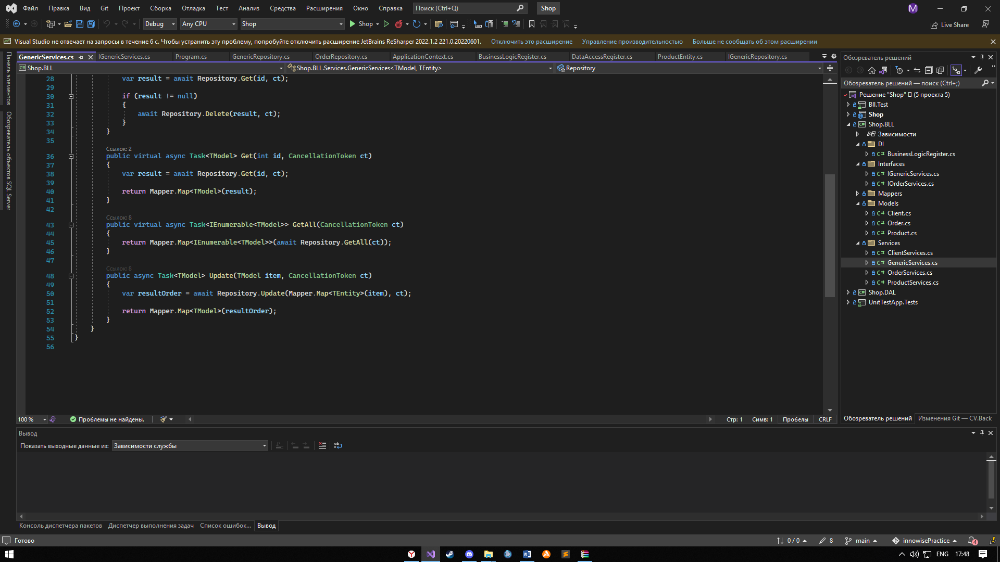 Файл Правка Вид Git Проект Сборка Отладка Тест Анализ Средства Расширения Окно Справка Поиск (Ctrl+Q) Shop M
Debug Any CPU Shop Shop Live Share
Visual Studio не отвечает на запросы в течение 6 с. Чтобы устранить эту проблему, попробуйте отключить расширение JetBrains ReSharper 2022.1.2 221.0.20220601. Отключить это расширение Управление производительностью Больше не сообщать об этом расширении
Панель элементов
Обозреватель объектов SQL Server
GenericServices.cs IGenericServices.cs Program.cs GenericRepository.cs OrderRepository.cs ApplicationContext.cs BusinessLogicRegister.cs DataAccessRegister.cs ProductEntity.cs IGenericRepository.cs
Shop.BLL Shop.BLL.Services.GenericServices<TModel, TEntity> Repository
28 var result = await Repository.Get(id, ct);
29
30 if (result != null)
31 {
32 await Repository.Delete(result, ct);
33 }
34 }
35
Ссылок: 2
36 public virtual async Task<TModel> Get(int id, CancellationToken ct)
37 {
38 var result = await Repository.Get(id, ct);
39
40 return Mapper.Map<TModel>(result);
41 }
42
Ссылок: 8
43 public virtual async Task<IEnumerable<TModel>> GetAll(CancellationToken ct)
44 {
45 return Mapper.Map<IEnumerable<TModel>>(await Repository.GetAll(ct));
46 }
47
Ссылок: 8
48 public async Task<TModel> Update(TModel item, CancellationToken ct)
49 {
50 var resultOrder = await Repository.Update(Mapper.Map<TEntity>(item), ct);
51
52 return Mapper.Map<TModel>(resultOrder);
53 }
54 }
55 }
56
100 % Проблемы не найдены. Стр: 1 Симв: 1 Пробелы CRLF
Обозреватель решений
Обозреватель решений — поиск (Ctrl+;)
Решение "Shop" (5 проекта 5)
Bll.Test
Shop
Shop.BLL
Зависимости
DI
C# BusinessLogicRegister.cs
Interfaces
C# IGenericServices.cs
C# IOrderServices.cs
Mappers
Models
C# Client.cs
C# Order.cs
C# Product.cs
Services
C# ClientServices.cs
C# GenericServices.cs
C# OrderServices.cs
C# ProductServices.cs
Shop.DAL
UnitTestApp.Tests
Обозреватель решений Изменения Git — CV.Back
Вывод
Показать выходные данные из: Зависимости службы
Консоль диспетчера пакетов Диспетчер выполнения задач Список ошибок... Вывод
Готово 0 / 0 8 main innowisePractice 4
ENG 17:48